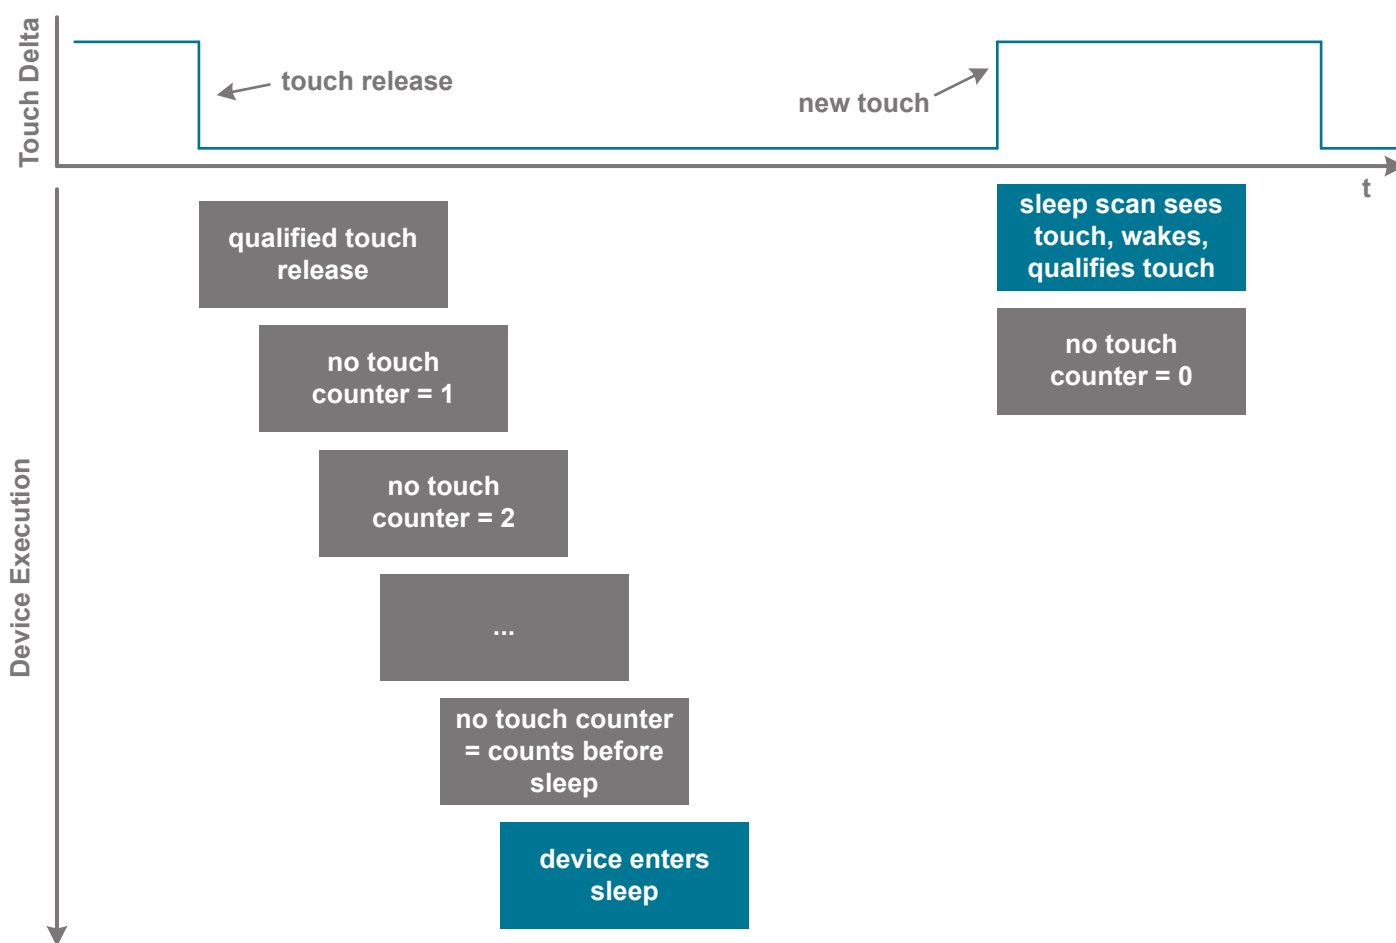 Touch Delta
touch release
new touch
t
Device Execution
qualified touch
release
no touch
counter = 1
no touch
counter = 2
...
no touch counter
= counts before
sleep
device enters
sleep
sleep scan sees
touch, wakes,
qualifies touch
no touch
counter = 0